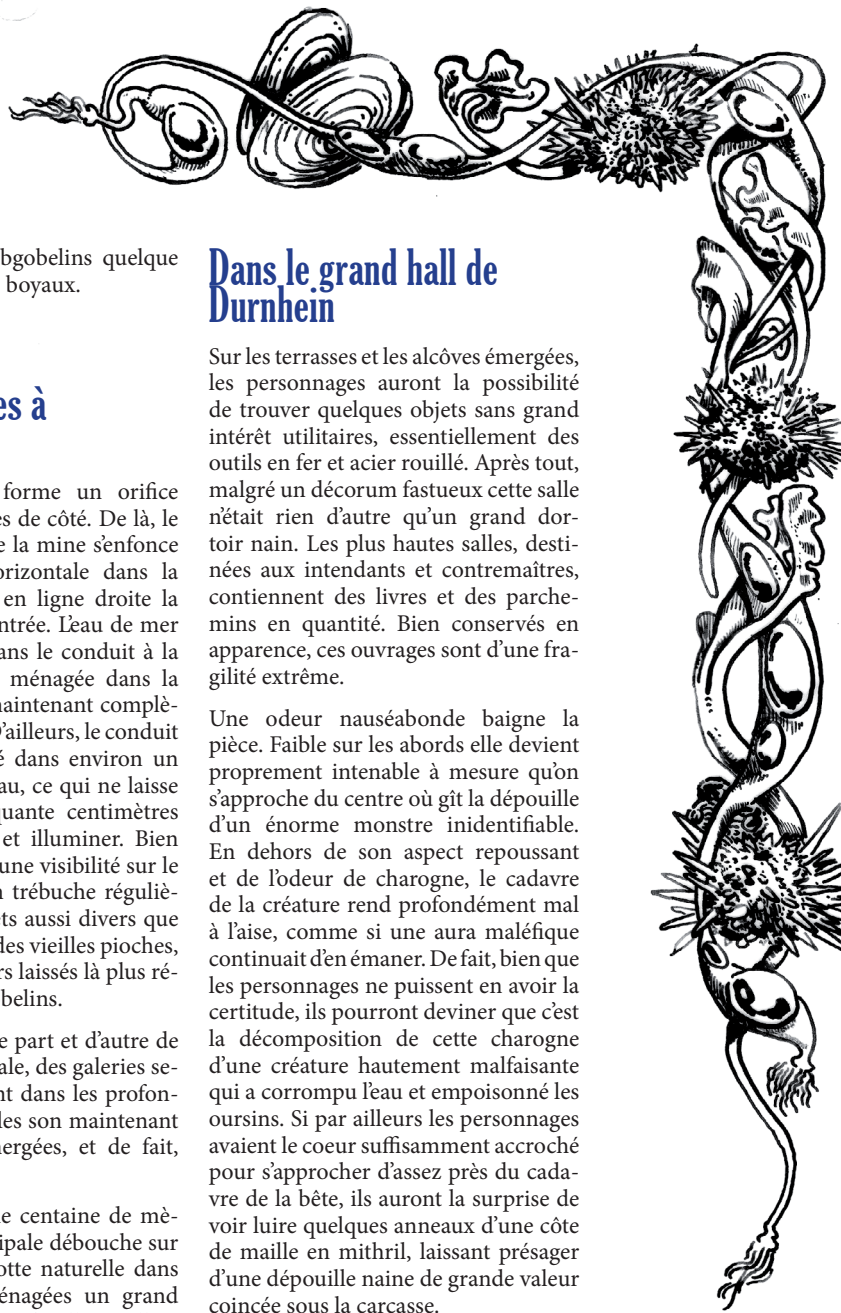 bgobelins quelque
boyaux.
es à
forme un orifice
es de côté. De là, le
e la mine s'enfonce
orizontale dans la
en ligne droite la
ntrée. L'eau de mer
ans le conduit à la
ménagée dans la
maintenant complè-
D'ailleurs, le conduit
é dans environ un
au, ce qui ne laisse
quante centimètres
et illuminer. Bien
une visibilité sur le
n trébuche réguliè-
ts aussi divers que
des vieilles pioches,
rs laissés là plus ré-
belins.
e part et d'autre de
ale, des galeries se-
nt dans les profon-
les son maintenant
ergées, et de fait,
e centaine de mè-
ipale débouche sur
otte naturelle dans
énagées un grand
Dans le grand hall de
Durnhein
Sur les terrasses et les alcôves émergées,
les personnages auront la possibilité
de trouver quelques objets sans grand
intérêt utilitaires, essentiellement des
outils en fer et acier rouillé. Après tout,
malgré un décorum fastueux cette salle
n'était rien d'autre qu'un grand dor-
toir nain. Les plus hautes salles, desti-
nées aux intendants et contremaîtres,
contiennent des livres et des parche-
mins en quantité. Bien conservés en
apparence, ces ouvrages sont d'une fra-
gilité extrême.
Une odeur nauséabonde baigne la
pièce. Faible sur les abords elle devient
proprement intenable à mesure qu'on
s'approche du centre où gît la dépouille
d'un énorme monstre inidentifiable.
En dehors de son aspect repoussant
et de l'odeur de charogne, le cadavre
de la créature rend profondément mal
à l'aise, comme si une aura maléfique
continuait d'en émaner. De fait, bien que
les personnages ne puissent en avoir la
certitude, ils pourront deviner que c'est
la décomposition de cette charogne
d'une créature hautement malfaisante
qui a corrompu l'eau et empoisonné les
oursins. Si par ailleurs les personnages
avaient le coeur suffisamment accroché
pour s'approcher d'assez près du cada-
vre de la bête, ils auront la surprise de
voir luire quelques anneaux d'une côte
de maille en mithril, laissant présager
d'une dépouille naine de grande valeur
coincée sous la carcasse.